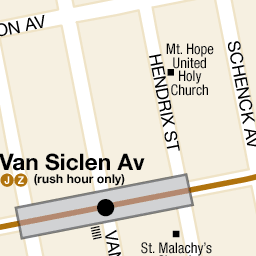 ON AV
Mt. Hope
United
Holy
Church
HENDRIX ST
SCHENCK AV
Van Siclen Av
J Z (rush hour only)
VAN
St. Malachy's